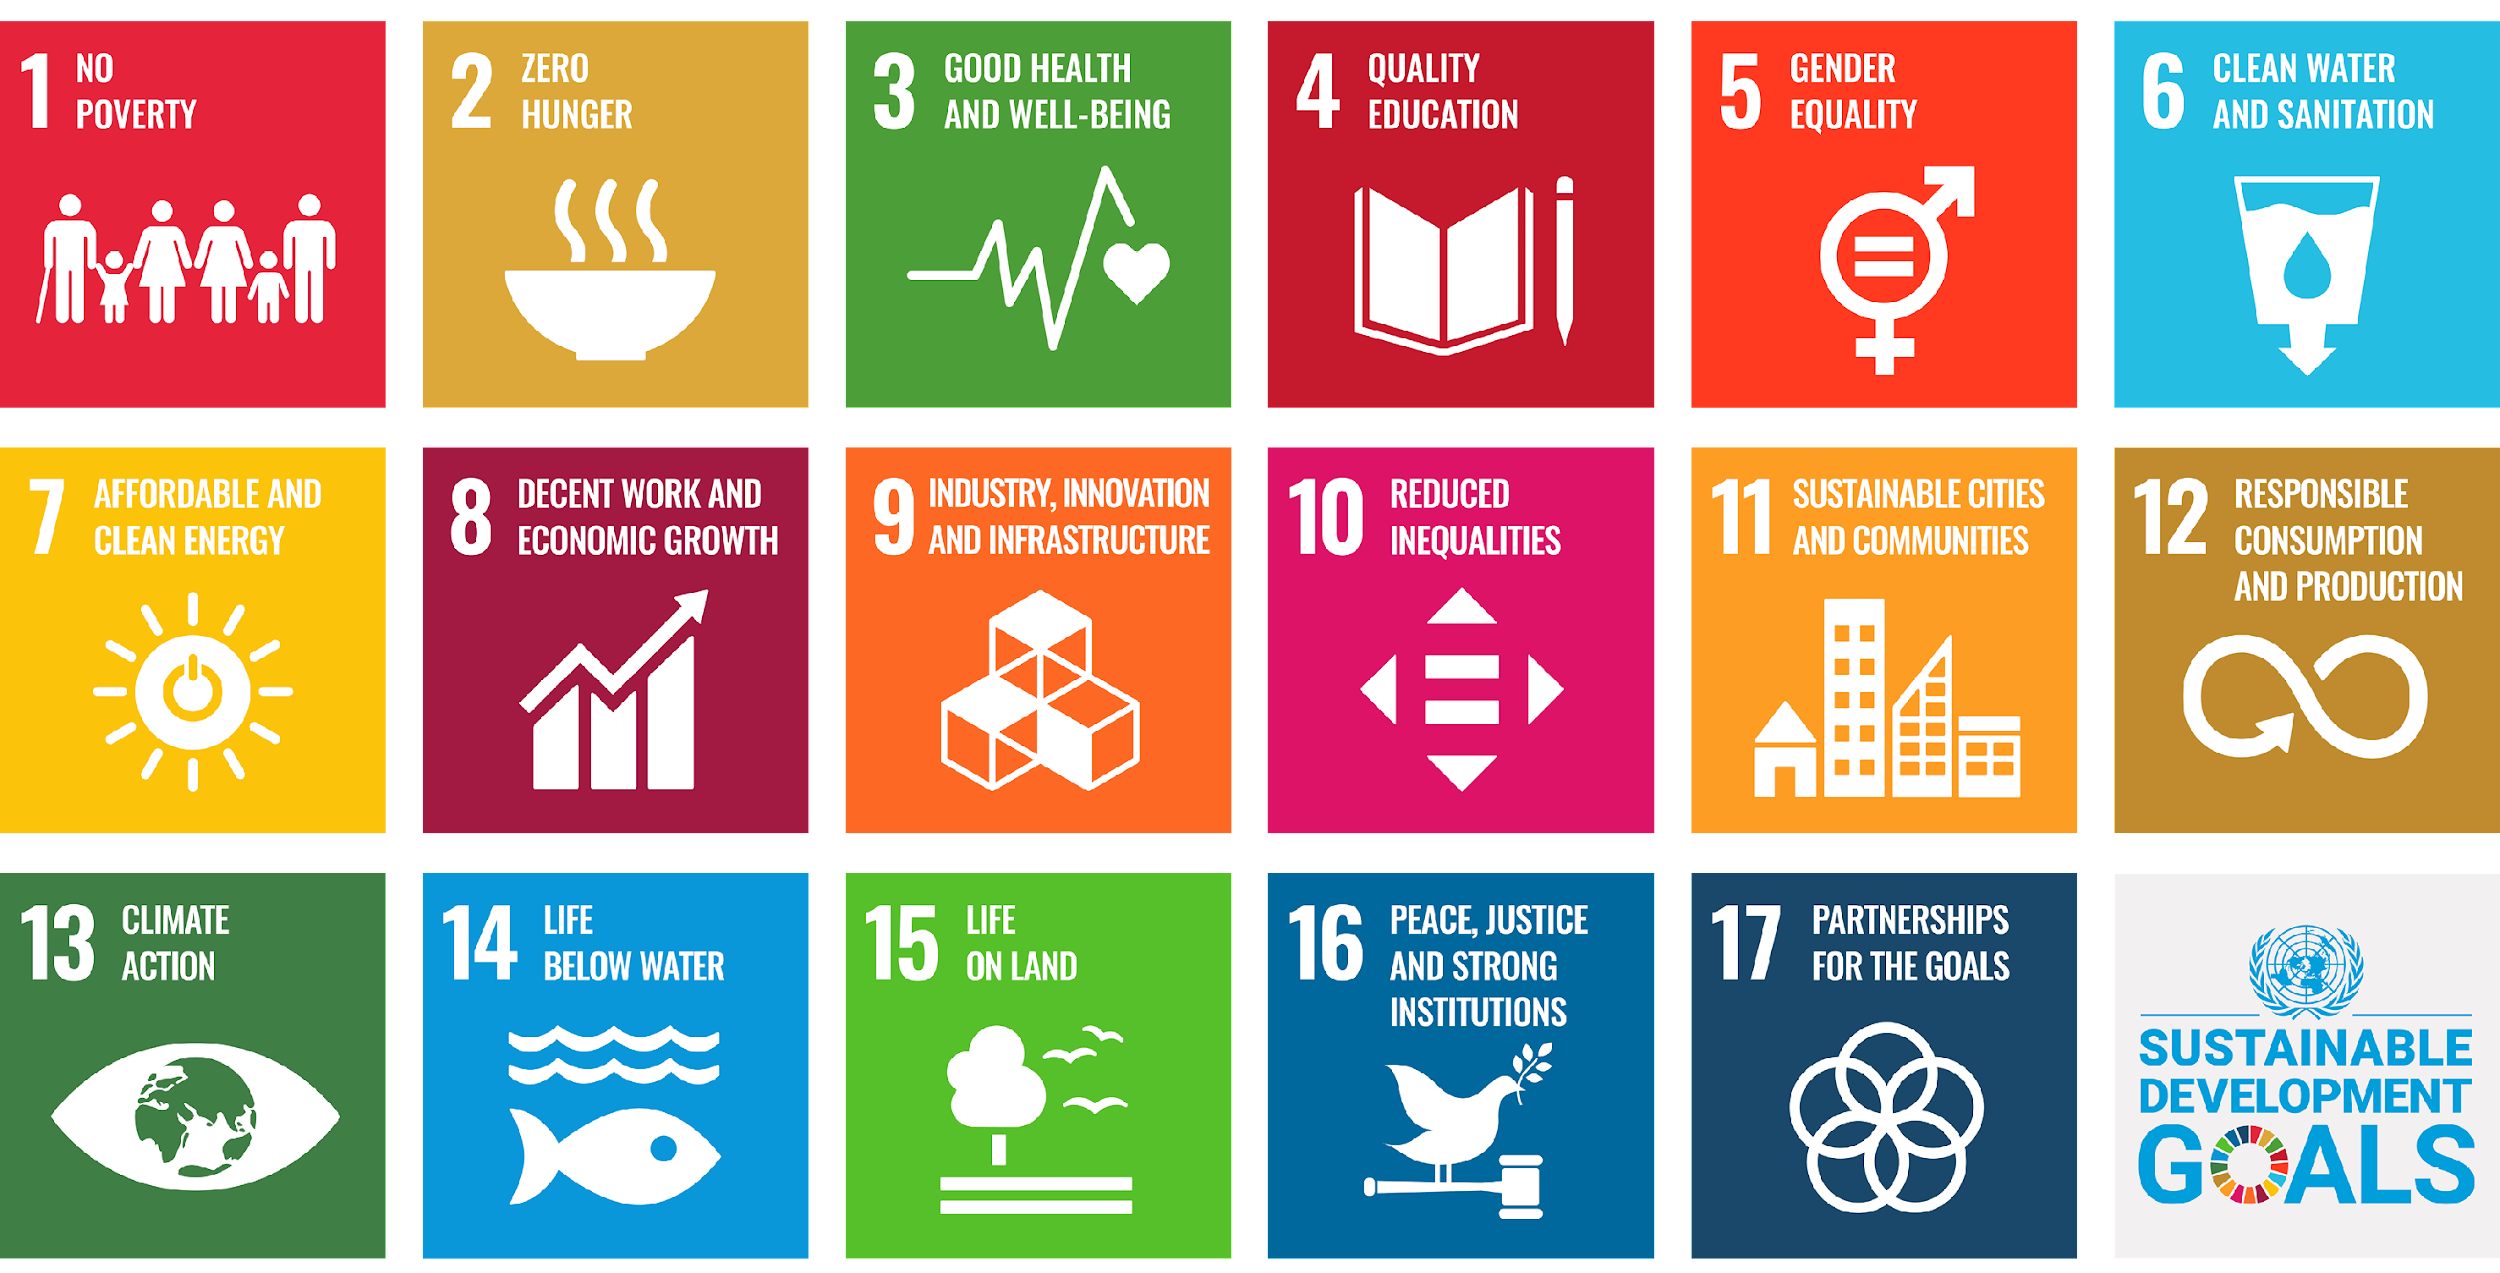 1 NO
POVERTY
2 ZERO
HUNGER
3 GOOD HEALTH
AND WELL-BEING
4 QUALITY
EDUCATION
5 GENDER
EQUALITY
6 CLEAN WATER
AND SANITATION
7 AFFORDABLE AND
CLEAN ENERGY
8 DECENT WORK AND
ECONOMIC GROWTH
9 INDUSTRY, INNOVATION
AND INFRASTRUCTURE
10 REDUCED
INEQUALITIES
11 SUSTAINABLE CITIES
AND COMMUNITIES
12 RESPONSIBLE
CONSUMPTION
AND PRODUCTION
13 CLIMATE
ACTION
14 LIFE
BELOW WATER
15 LIFE
ON LAND
16 PEACE, JUSTICE
AND STRONG
INSTITUTIONS
17 PARTNERSHIPS
FOR THE GOALS
SUSTAINABLE
DEVELOPMENT
GOALS